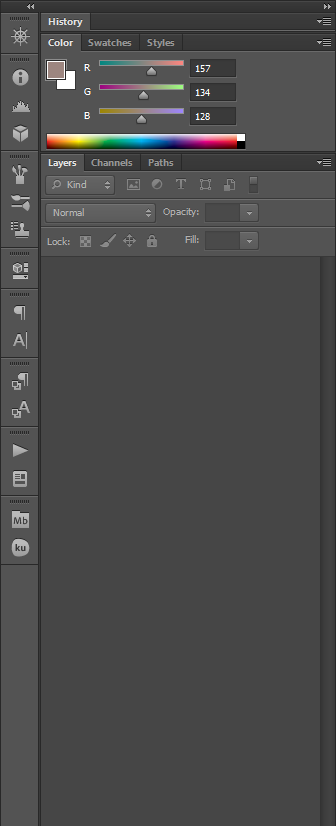 History
Color Swatches Styles
R 157
G 134
B 128
Layers Channels Paths
Kind T
Normal Opacity:
Lock: Fill:
A
A
Mb
ku